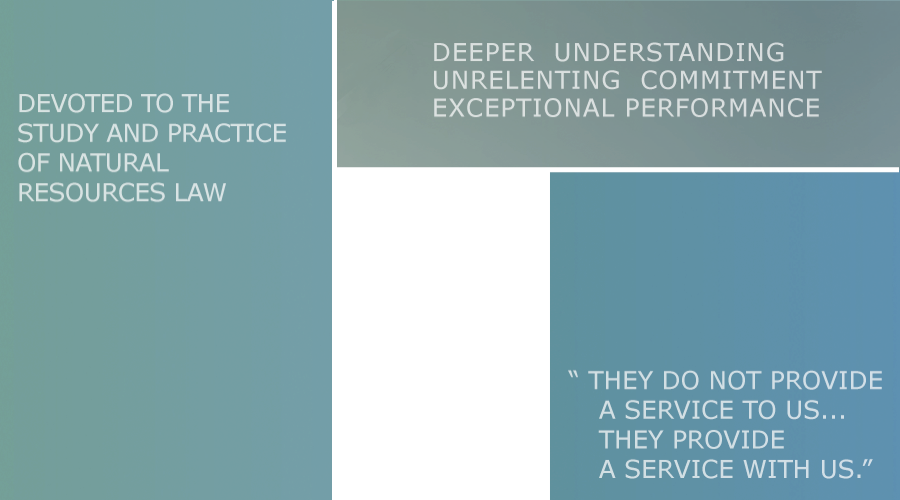 DEVOTED TO THE
STUDY AND PRACTICE
OF NATURAL
RESOURCES LAW
DEEPER UNDERSTANDING
UNRELENTING COMMITMENT
EXCEPTIONAL PERFORMANCE
“ THEY DO NOT PROVIDE
A SERVICE TO US...
THEY PROVIDE
A SERVICE WITH US.”